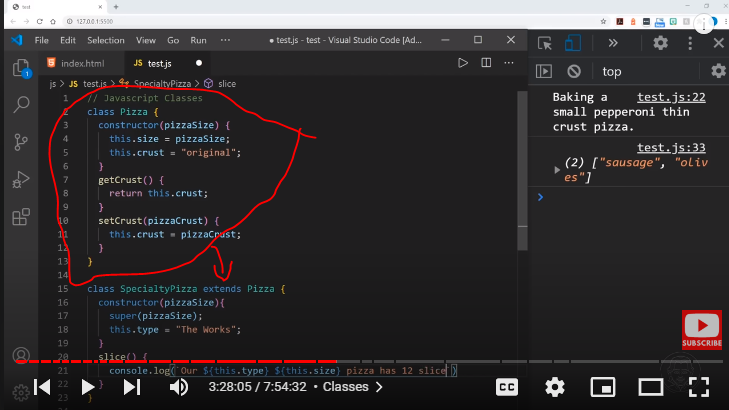 test
127.0.0.1:5500
File Edit Selection View Go Run ··· ● test.js - test - Visual Studio Code [Ad...
index.html JS test.js ●
js > JS test.js > SpecialtyPizza > slice
1 // Javascript Classes
2 class Pizza {
3 constructor(pizzaSize) {
4 this.size = pizzaSize;
5 this.crust = "original";
6 }
7 getCrust() {
8 return this.crust;
9 }
10 setCrust(pizzaCrust) {
11 this.crust = pizzaCrust;
12 }
13 }
14
15 class SpecialtyPizza extends Pizza {
16 constructor(pizzaSize){
17 super(pizzaSize);
18 this.type = "The Works";
19 }
20 slice() {
21 console.log(`Our ${this.type} ${this.size} pizza has 12 slice`)
22 }
23 }
1
top
Baking a test.js:22
small pepperoni thin
crust pizza.
test.js:33
(2) ["sausage", "oliv
es"]
SUBSCRIBE
3:28:05 / 7:54:32 • Classes >
CC